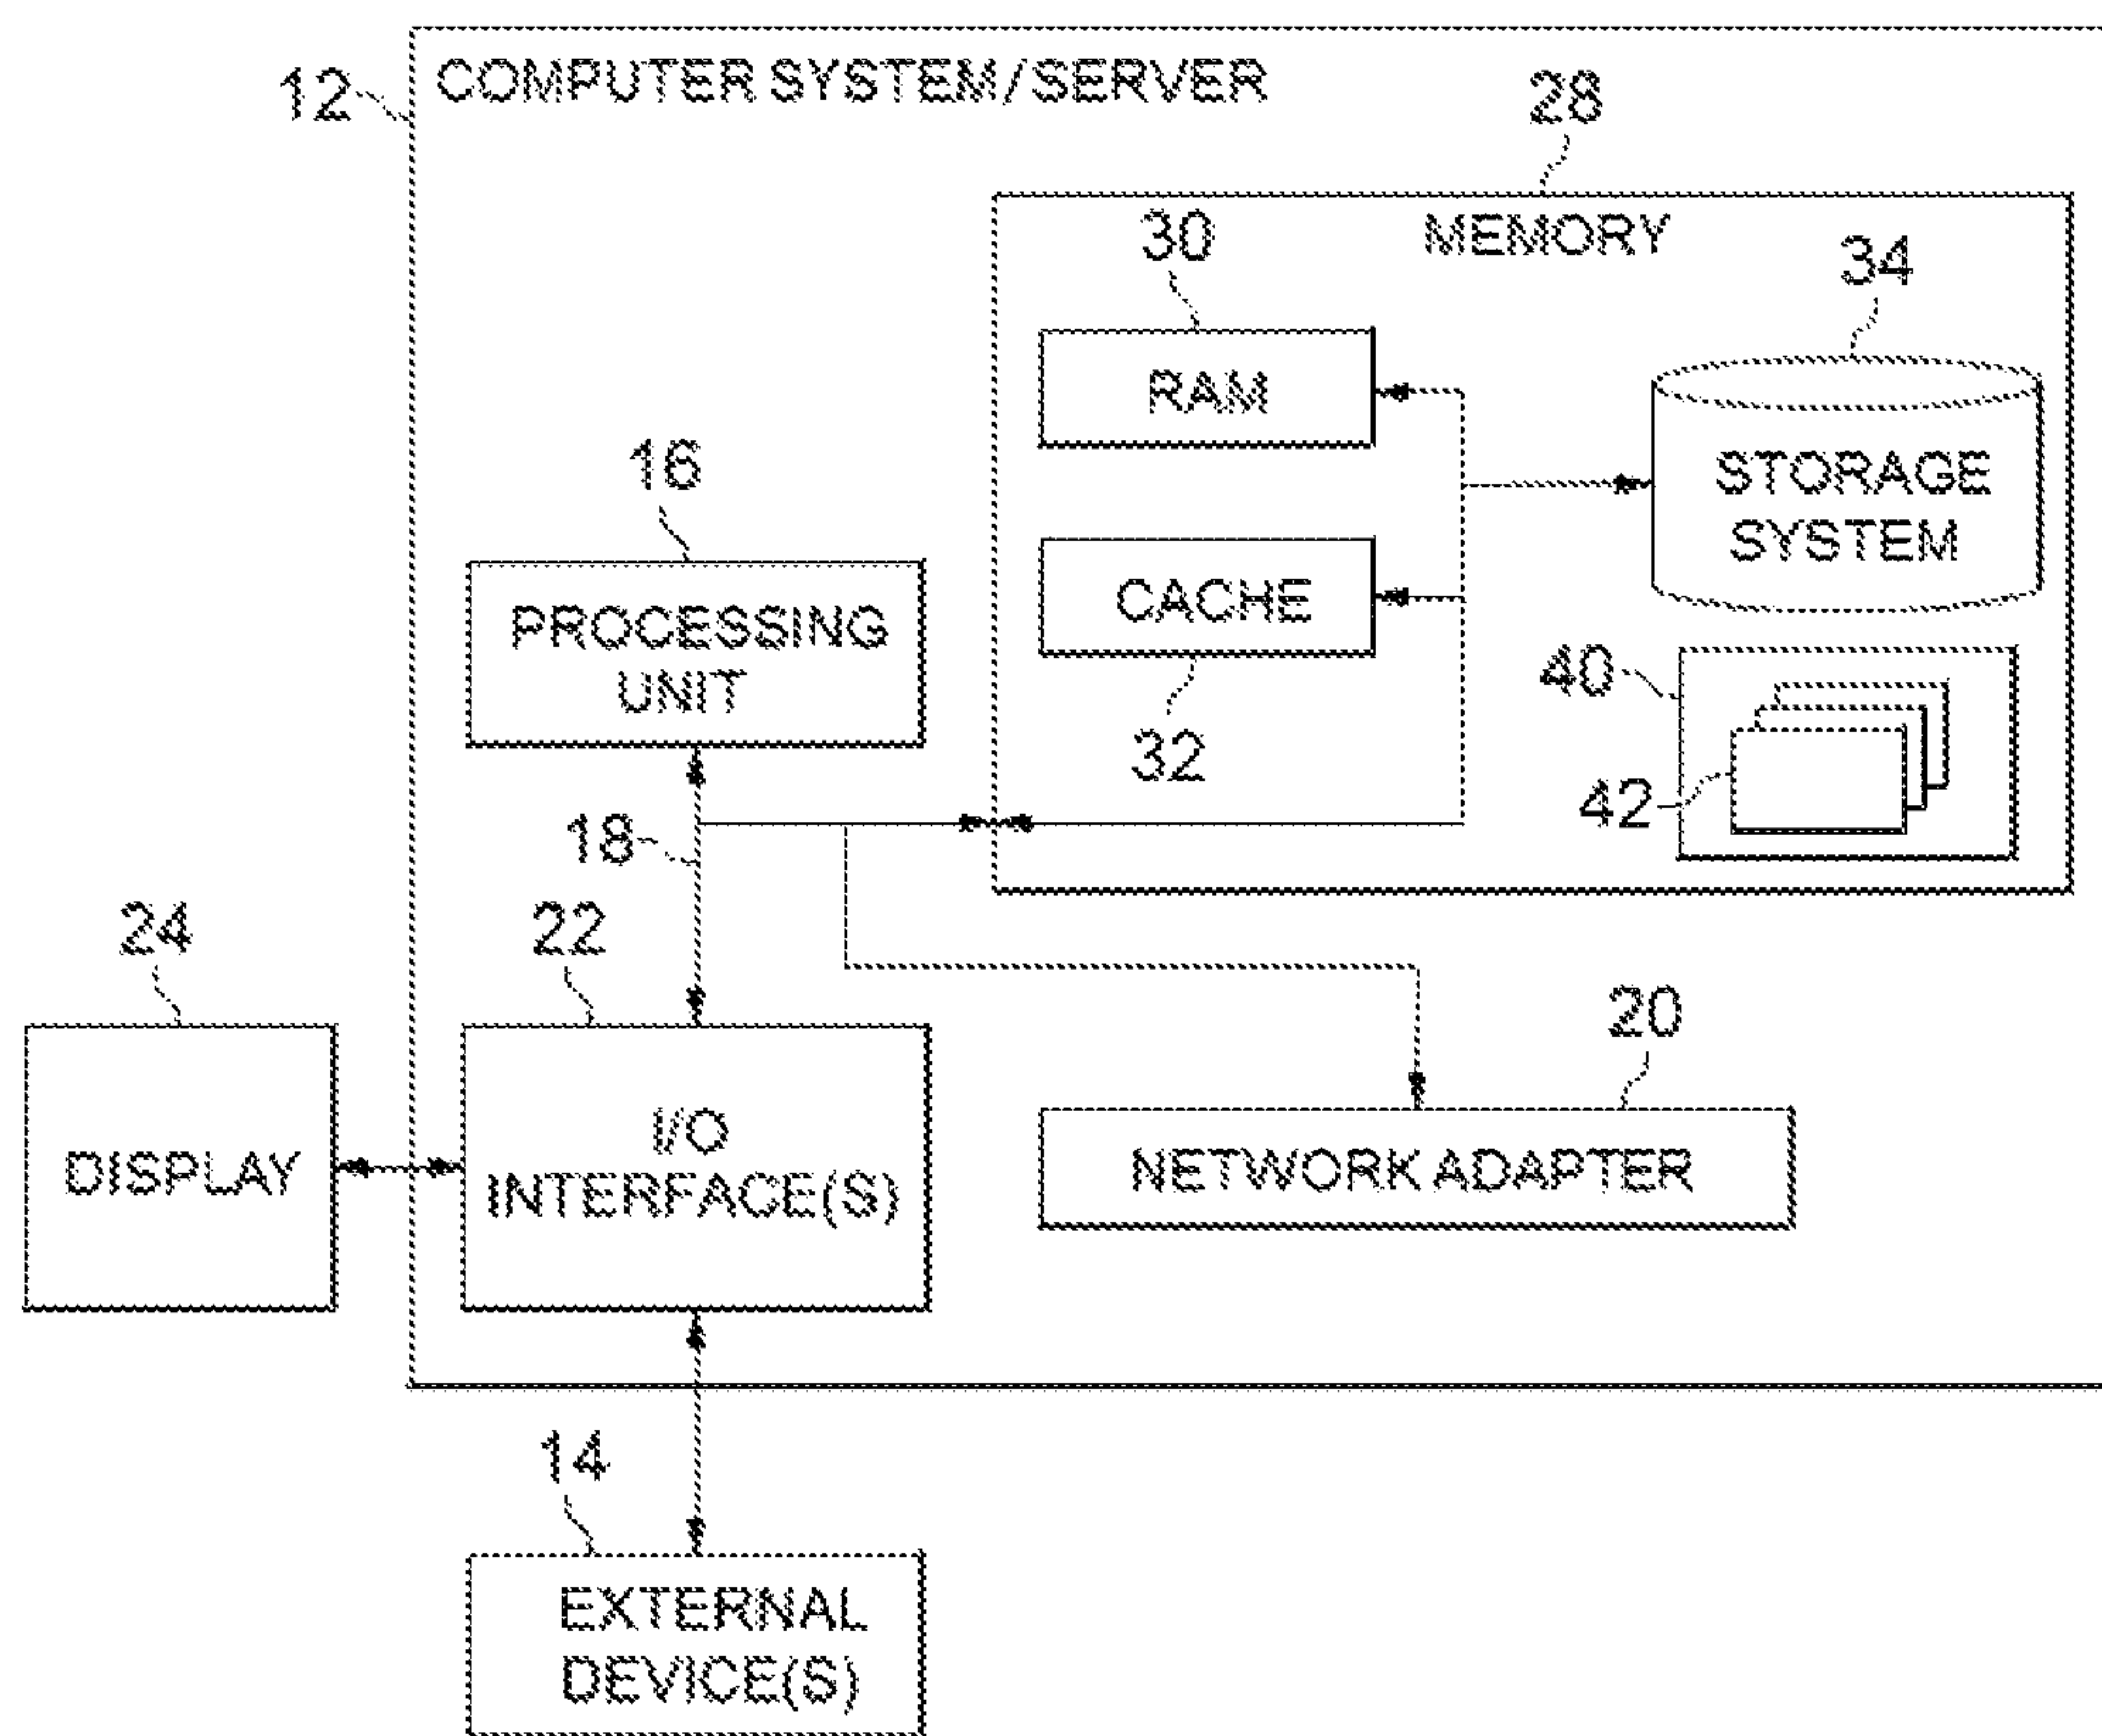 12
COMPUTER SYSTEM/SERVER
28
MEMORY
30
34
RAM
STORAGE
SYSTEM
16
PROCESSING
UNIT
CACHE
32
40
42
18
24
22
20
DISPLAY
I/O
INTERFACE(S)
NETWORK ADAPTER
14
EXTERNAL
DEVICE(S)